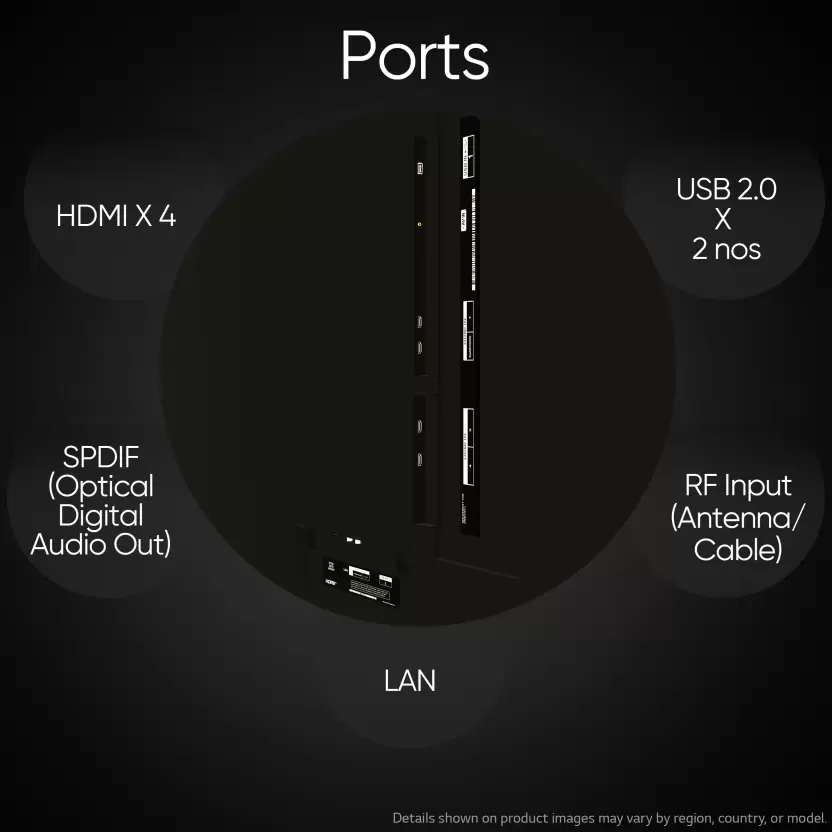 Ports
HDMI X 4
USB 2.0
X
2 nos
SPDIF
(Optical
Digital
Audio Out)
RF Input
(Antenna/
Cable)
HDMI
LAN
Details shown on product images may vary by region, country, or model.